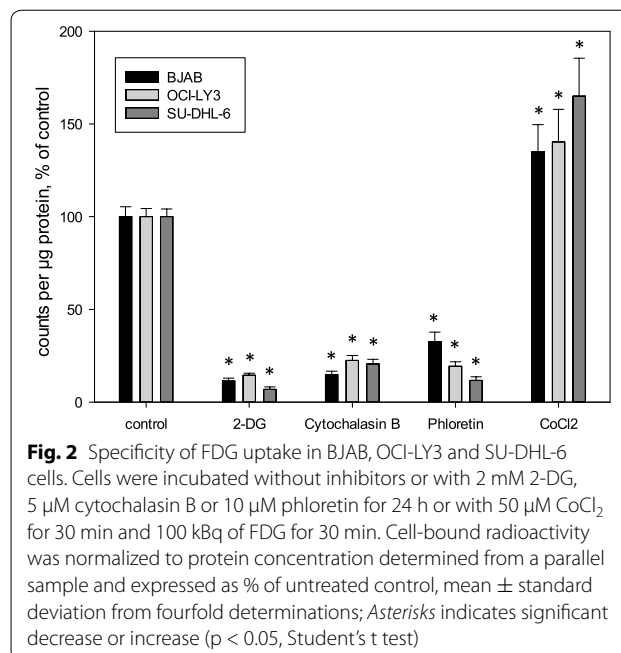 200
150
100
50
0
counts per µg protein, % of control
BJAB
OCI-LY3
SU-DHL-6
* * *
* * *
* * *
* * *
control 2-DG Cytochalasin B Phloretin CoCl2
Fig. 2 Specificity of FDG uptake in BJAB, OCI-LY3 and SU-DHL-6
cells. Cells were incubated without inhibitors or with 2 mM 2-DG,
5 µM cytochalasin B or 10 µM phloretin for 24 h or with 50 µM CoCl₂
for 30 min and 100 kBq of FDG for 30 min. Cell-bound radioactivity
was normalized to protein concentration determined from a parallel
sample and expressed as % of untreated control, mean ± standard
deviation from fourfold determinations; Asterisks indicates significant
decrease or increase (p < 0.05, Student’s t test)